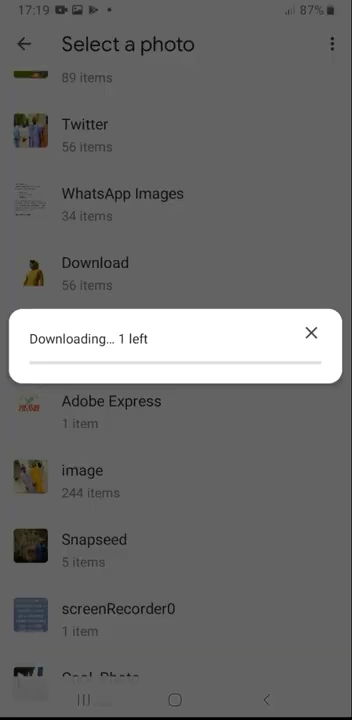 17:19
87%
Select a photo
89 items
Twitter
56 items
WhatsApp Images
34 items
Download
56 items
Downloading... 1 left
Adobe Express
1 item
image
244 items
Snapseed
5 items
screenRecorder0
1 item